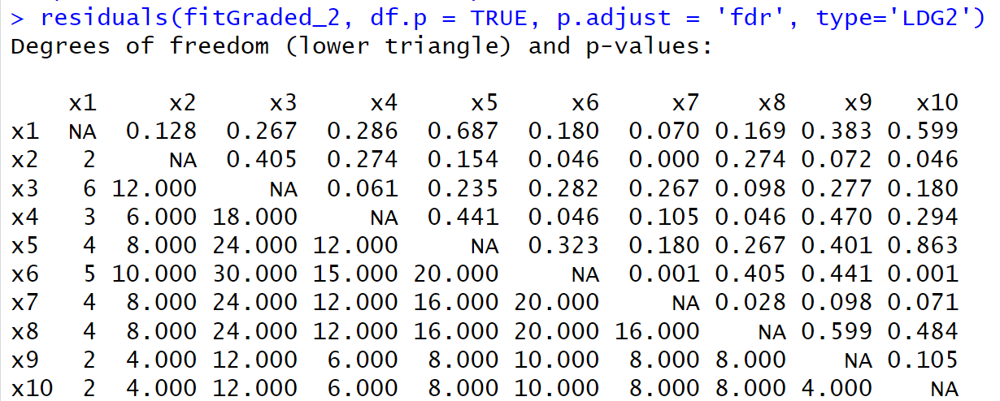 > residuals(fitGraded_2, df.p = TRUE, p.adjust = 'fdr', type='LDG2')
Degrees of freedom (lower triangle) and p-values:
x1 x2 x3 x4 x5 x6 x7 x8 x9 x10
x1 NA 0.128 0.267 0.286 0.687 0.180 0.070 0.169 0.383 0.599
x2 2 NA 0.405 0.274 0.154 0.046 0.000 0.274 0.072 0.046
x3 6 12.000 NA 0.061 0.235 0.282 0.267 0.098 0.277 0.180
x4 3 6.000 18.000 NA 0.441 0.046 0.105 0.046 0.470 0.294
x5 4 8.000 24.000 12.000 NA 0.323 0.180 0.267 0.401 0.863
x6 5 10.000 30.000 15.000 20.000 NA 0.001 0.405 0.441 0.001
x7 4 8.000 24.000 12.000 16.000 20.000 NA 0.028 0.098 0.071
x8 4 8.000 24.000 12.000 16.000 20.000 16.000 NA 0.599 0.484
x9 2 4.000 12.000 6.000 8.000 10.000 8.000 8.000 NA 0.105
x10 2 4.000 12.000 6.000 8.000 10.000 8.000 8.000 4.000 NA